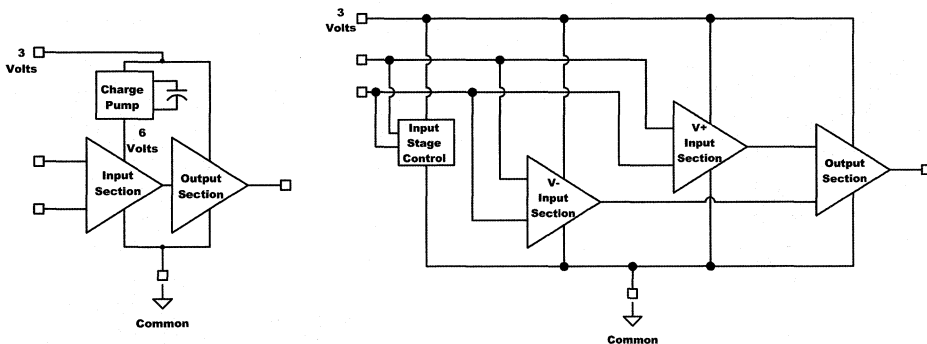 3
Volts
Charge
Pump
6
Volts
Input
Section
Output
Section
Common
3
Volts
Input
Stage
Control
V-
Input
Section
V+
Input
Section
Output
Section
Common